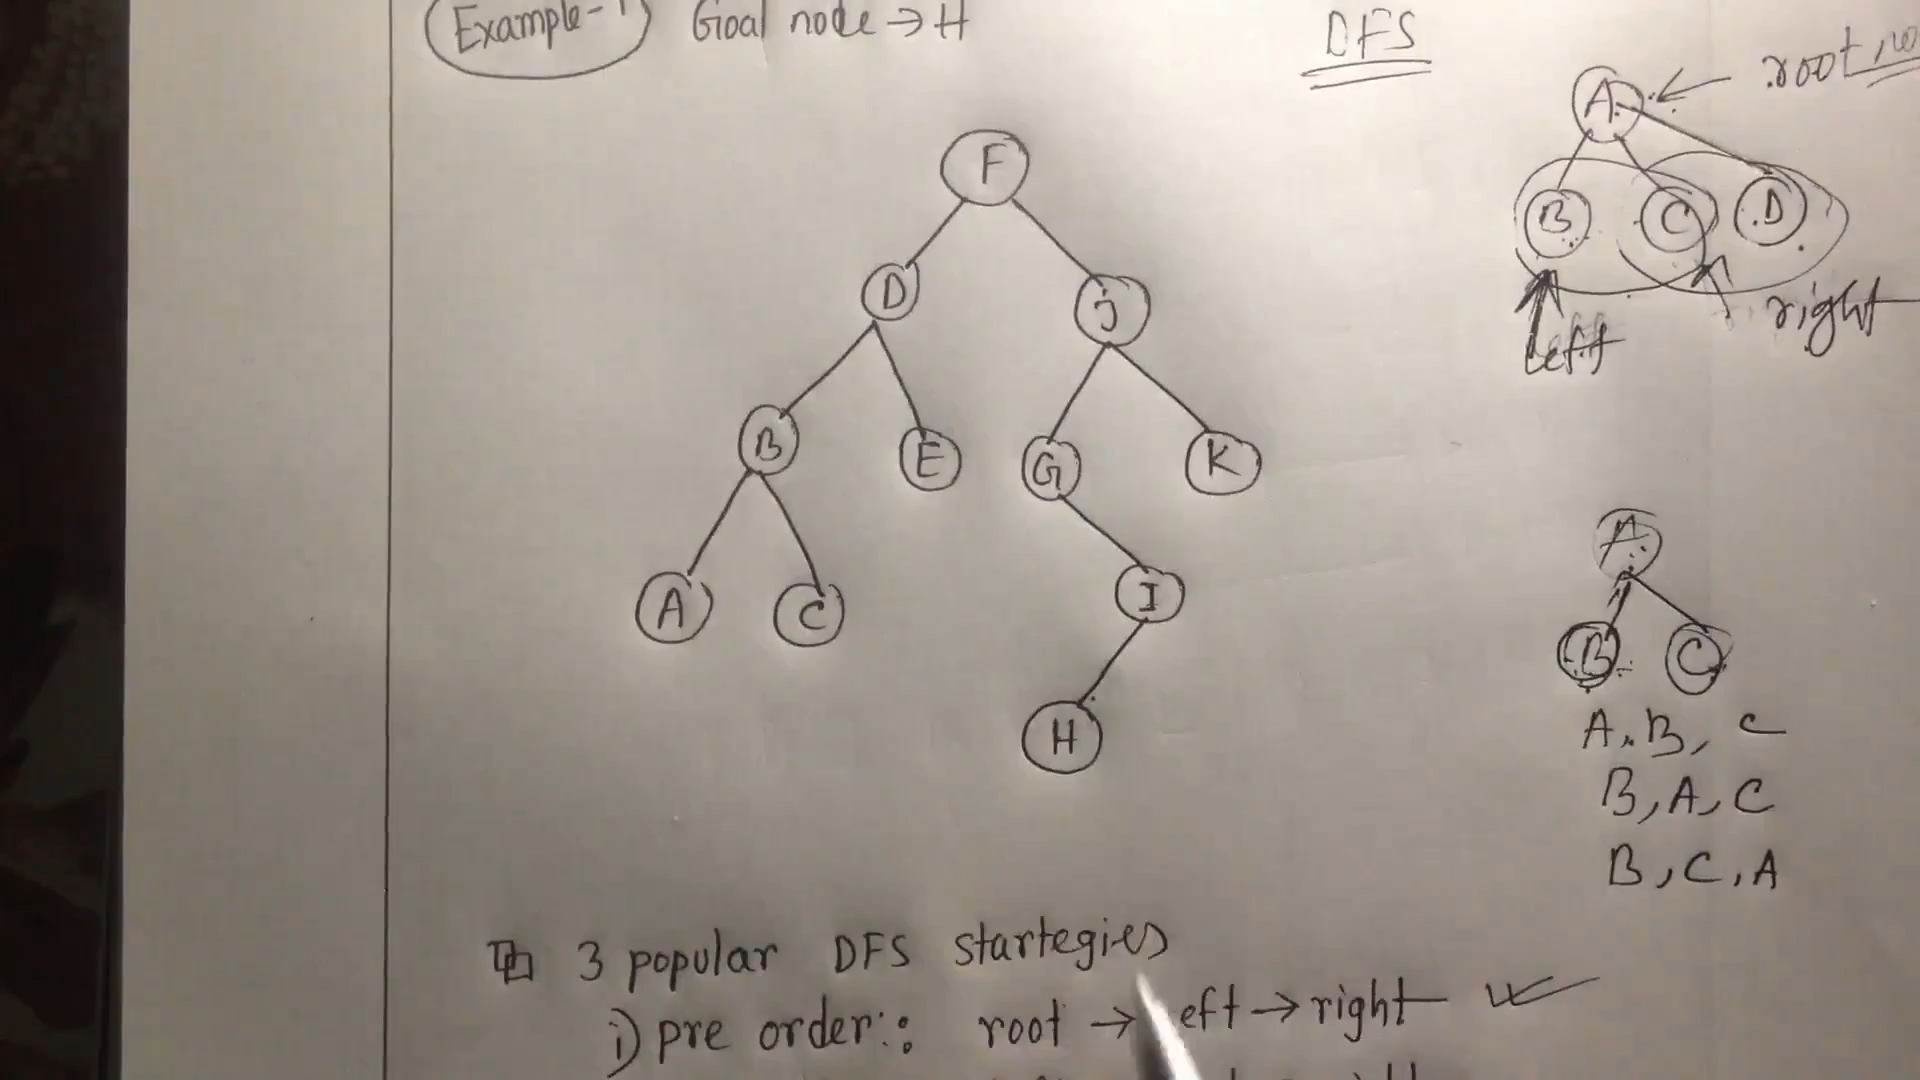 Example-1 Goal node → H
DFS
root
A
B C D
left
right
F
D J
B E G K
A C I
H
A
B C
A, B, C
B, A, C
B, C, A
3 popular DFS startegies
i) pre order:: root → left → right